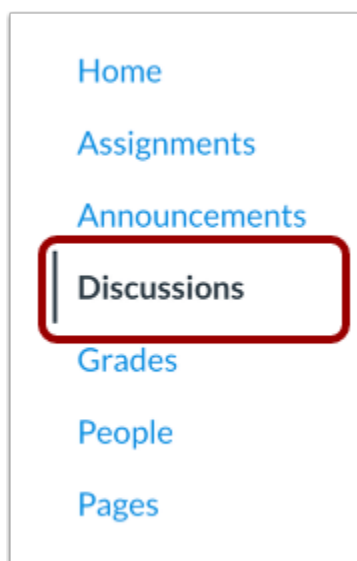 Home
Assignments
Announcements
Discussions
Grades
People
Pages